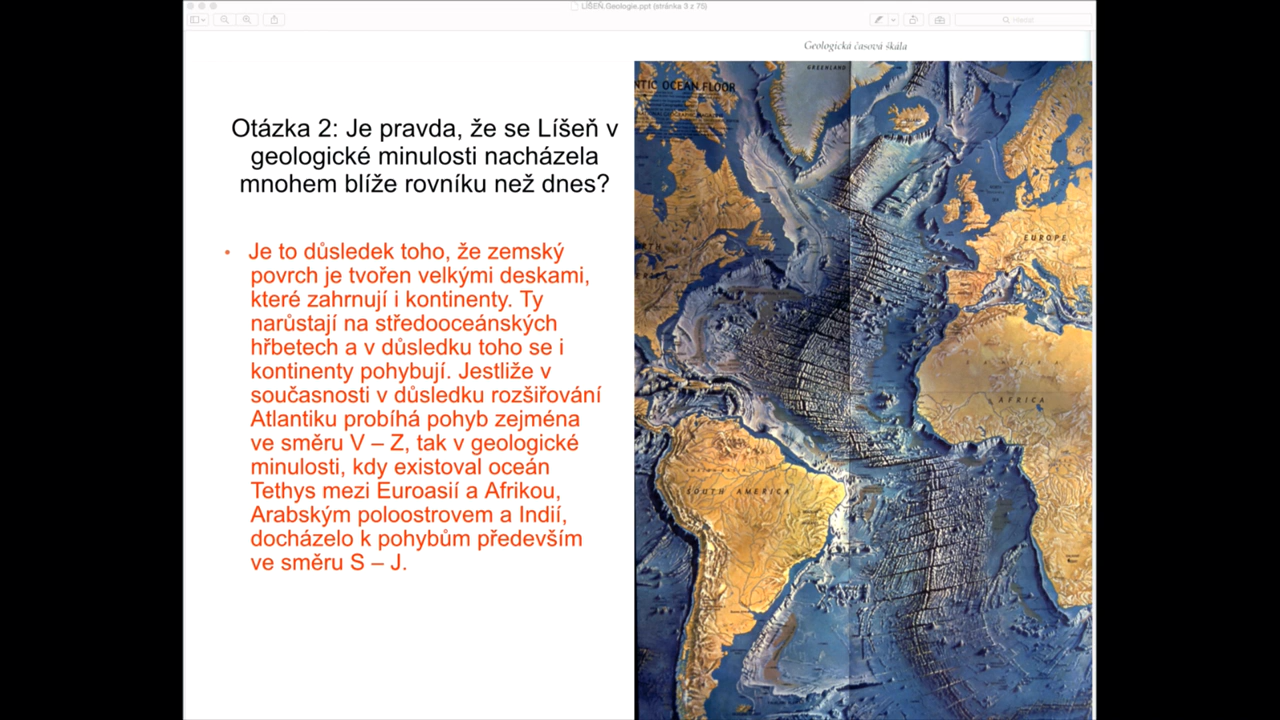 LÍŠEŇ.Geologie.ppt (stránka 3 z 75)
Hledat
Geologická časová škála
Otázka 2: Je pravda, že se Líšeň v
geologické minulosti nacházela
mnohem blíže rovníku než dnes?
• Je to důsledek toho, že zemský
povrch je tvořen velkými deskami,
které zahrnují i kontinenty. Ty
narůstají na středooceánských
hřbetech a v důsledku toho se i
kontinenty pohybují. Jestliže v
současnosti v důsledku rozšiřování
Atlantiku probíhá pohyb zejména
ve směru V – Z, tak v geologické
minulosti, kdy existoval oceán
Tethys mezi Euroasií a Afrikou,
Arabským poloostrovem a Indií,
docházelo k pohybům především
ve směru S – J.
GREENLAND
NTIC OCEAN FLOOR
EUROPE
AFRICA
SOUTH AMERICA